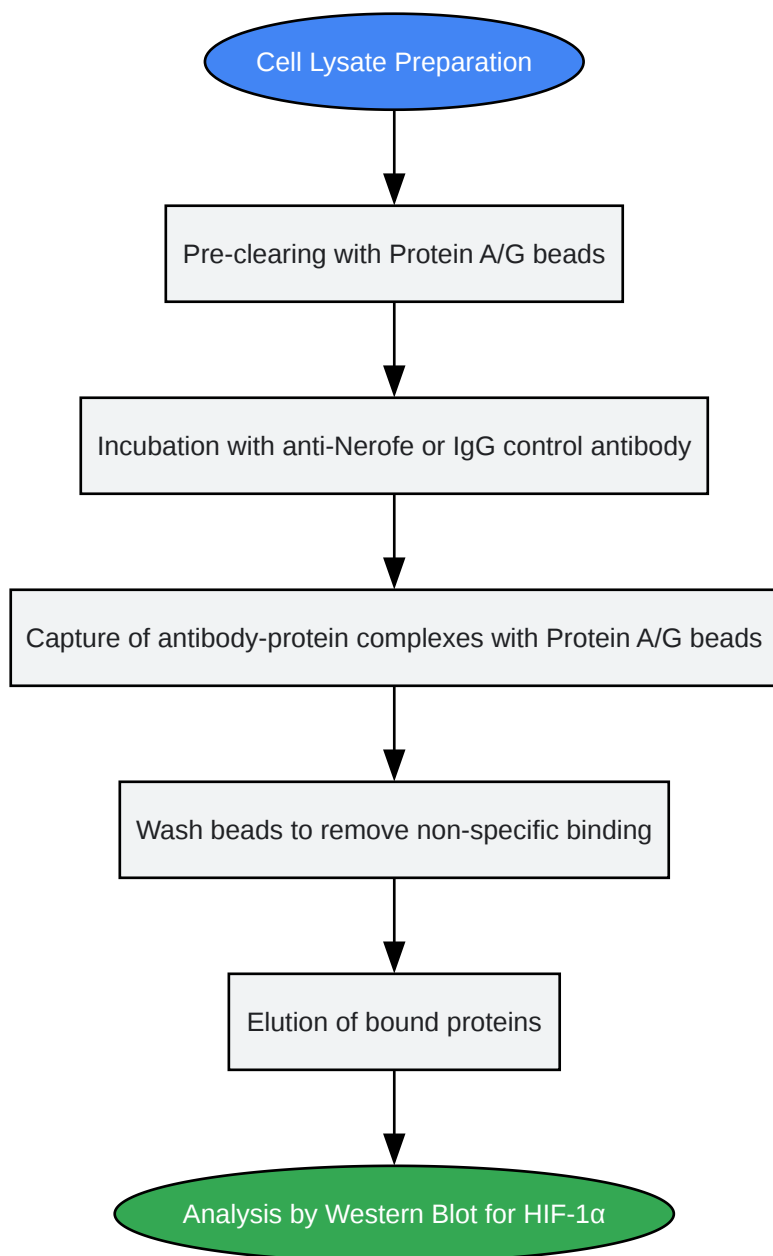 Cell Lysate Preparation
Pre-clearing with Protein A/G beads
Incubation with anti-Nerofe or IgG control antibody
Capture of antibody-protein complexes with Protein A/G beads
Wash beads to remove non-specific binding
Elution of bound proteins
Analysis by Western Blot for HIF-1α